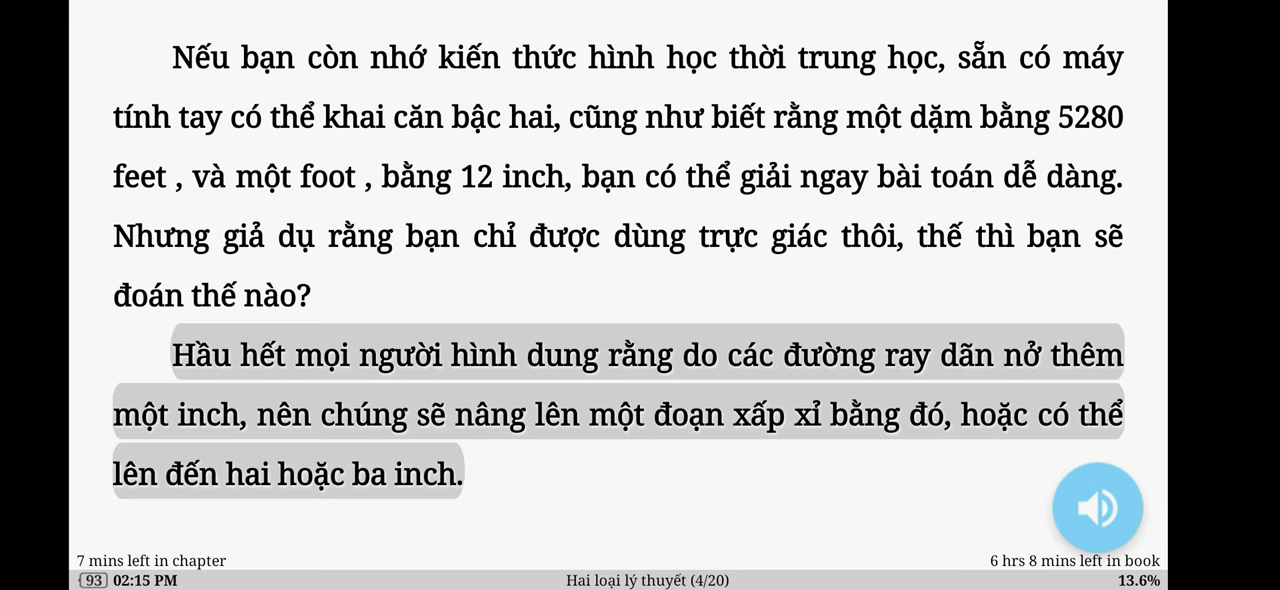 Nếu bạn còn nhớ kiến thức hình học thời trung học, sẵn có máy
tính tay có thể khai căn bậc hai, cũng như biết rằng một dặm bằng 5280
feet , và một foot , bằng 12 inch, bạn có thể giải ngay bài toán dễ dàng.
Nhưng giả dụ rằng bạn chỉ được dùng trực giác thôi, thế thì bạn sẽ
đoán thế nào?
Hầu hết mọi người hình dung rằng do các đường ray dãn nở thêm
một inch, nên chúng sẽ nâng lên một đoạn xấp xỉ bằng đó, hoặc có thể
lên đến hai hoặc ba inch.
7 mins left in chapter
6 hrs 8 mins left in book
93 02:15 PM
Hai loại lý thuyết (4/20)
13.6%